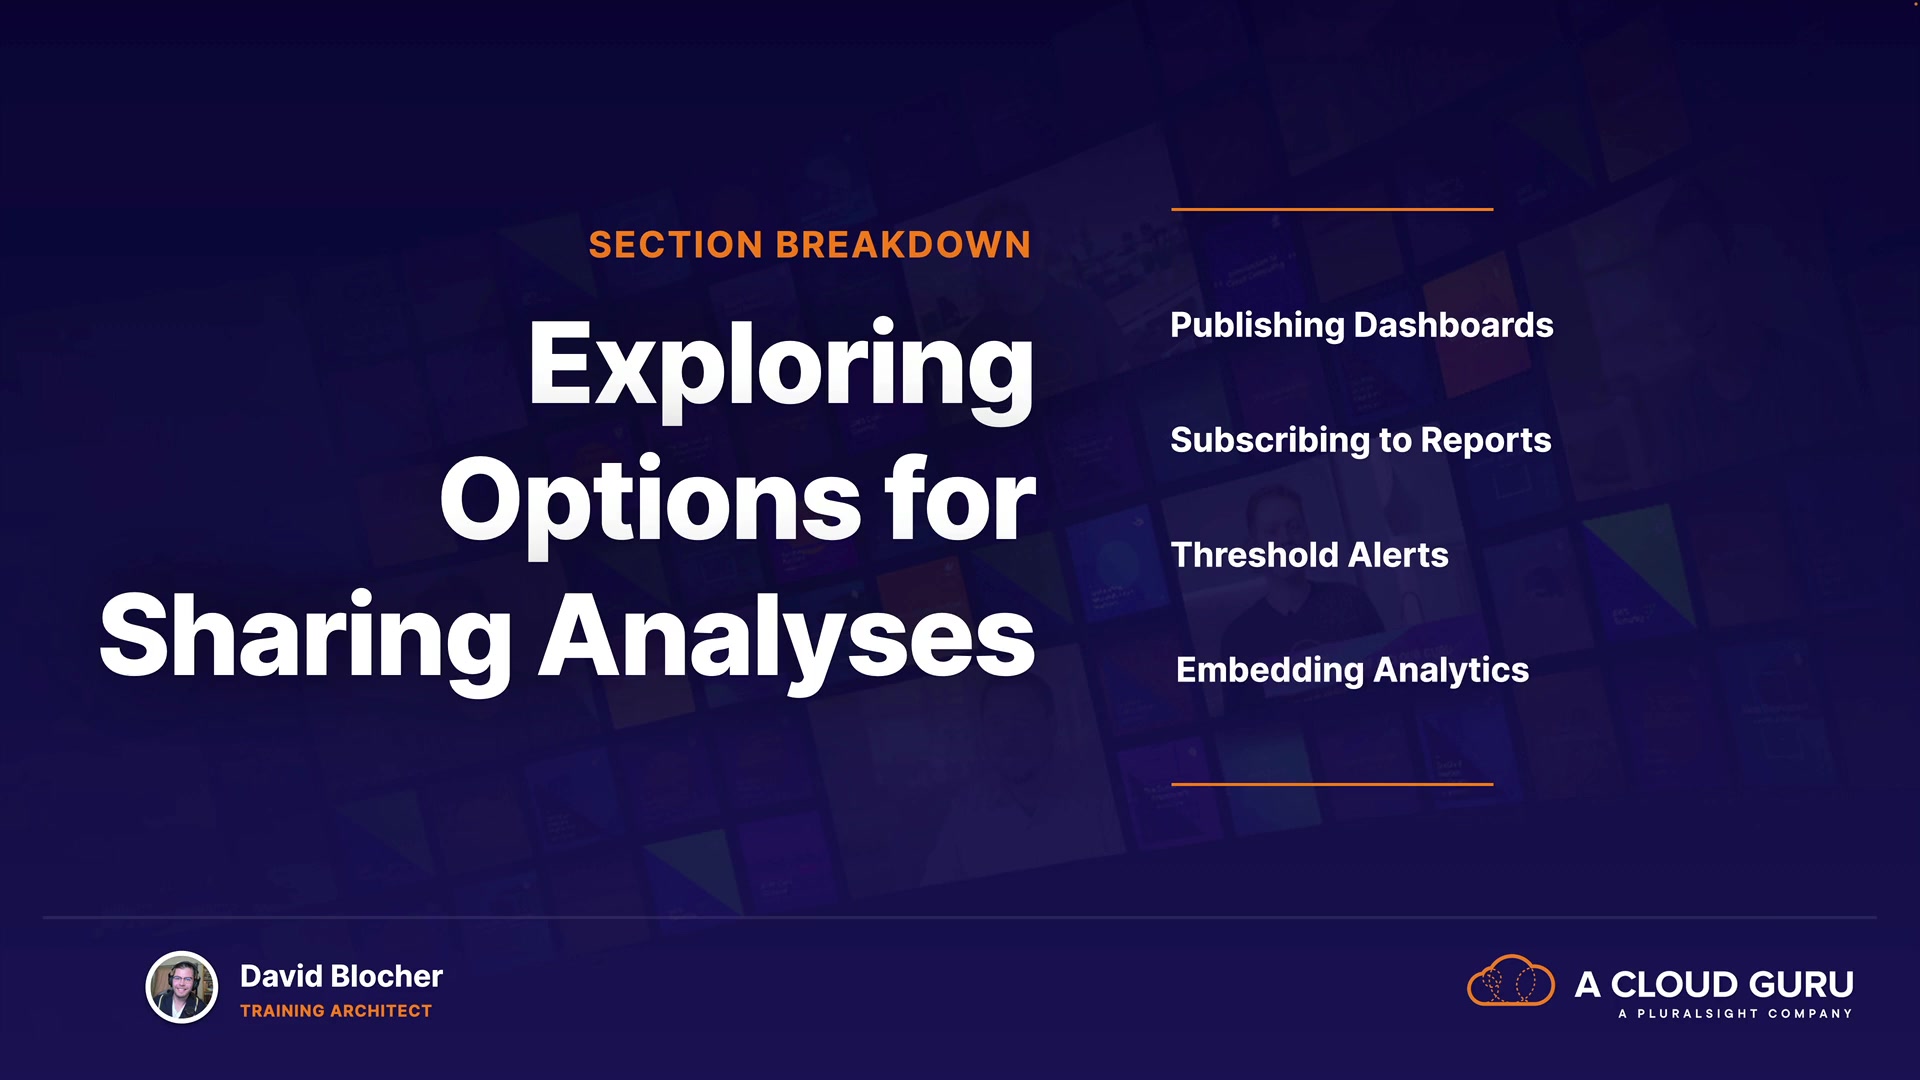 SECTION BREAKDOWN
Exploring
Options for
Sharing Analyses
Publishing Dashboards
Subscribing to Reports
Threshold Alerts
Embedding Analytics
David Blocher
TRAINING ARCHITECT
A CLOUD GURU
A PLURALSIGHT COMPANY